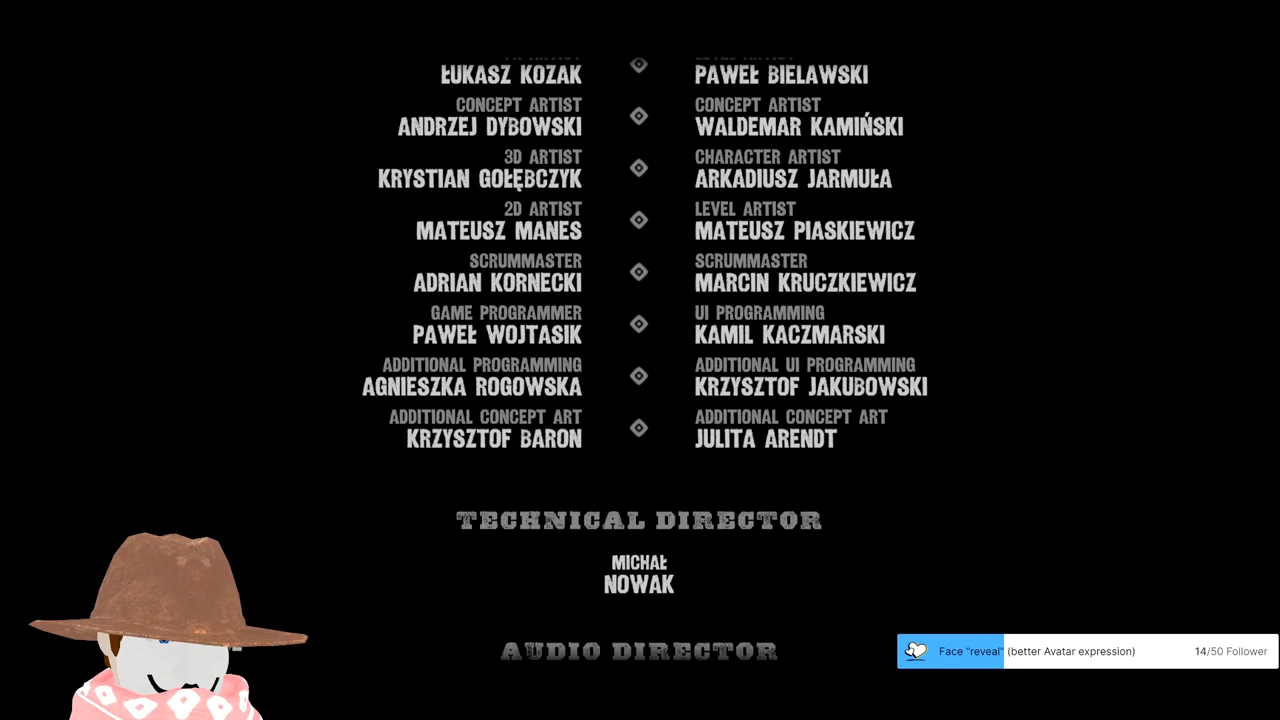 ŁUKASZ KOZAK PAWEŁ BIELAWSKI
CONCEPT ARTIST CONCEPT ARTIST
ANDRZEJ DYBOWSKI WALDEMAR KAMIŃSKI
3D ARTIST CHARACTER ARTIST
KRYSTIAN GOŁĘBCZYK ARKADIUSZ JARMUŁA
2D ARTIST LEVEL ARTIST
MATEUSZ MANES MATEUSZ PIASKIEWICZ
SCRUMMASTER SCRUMMASTER
ADRIAN KORNECKI MARCIN KRUCZKIEWICZ
GAME PROGRAMMER UI PROGRAMMING
PAWEŁ WOJTASIK KAMIL KACZMARSKI
ADDITIONAL PROGRAMMING ADDITIONAL UI PROGRAMMING
AGNIESZKA ROGOWSKA KRZYSZTOF JAKUBOWSKI
ADDITIONAL CONCEPT ART ADDITIONAL CONCEPT ART
KRZYSZTOF BARON JULITA ARENDT
TECHNICAL DIRECTOR
MICHAŁ
NOWAK
AUDIO DIRECTOR
Face "reveal" (better Avatar expression) 14/50 Follower